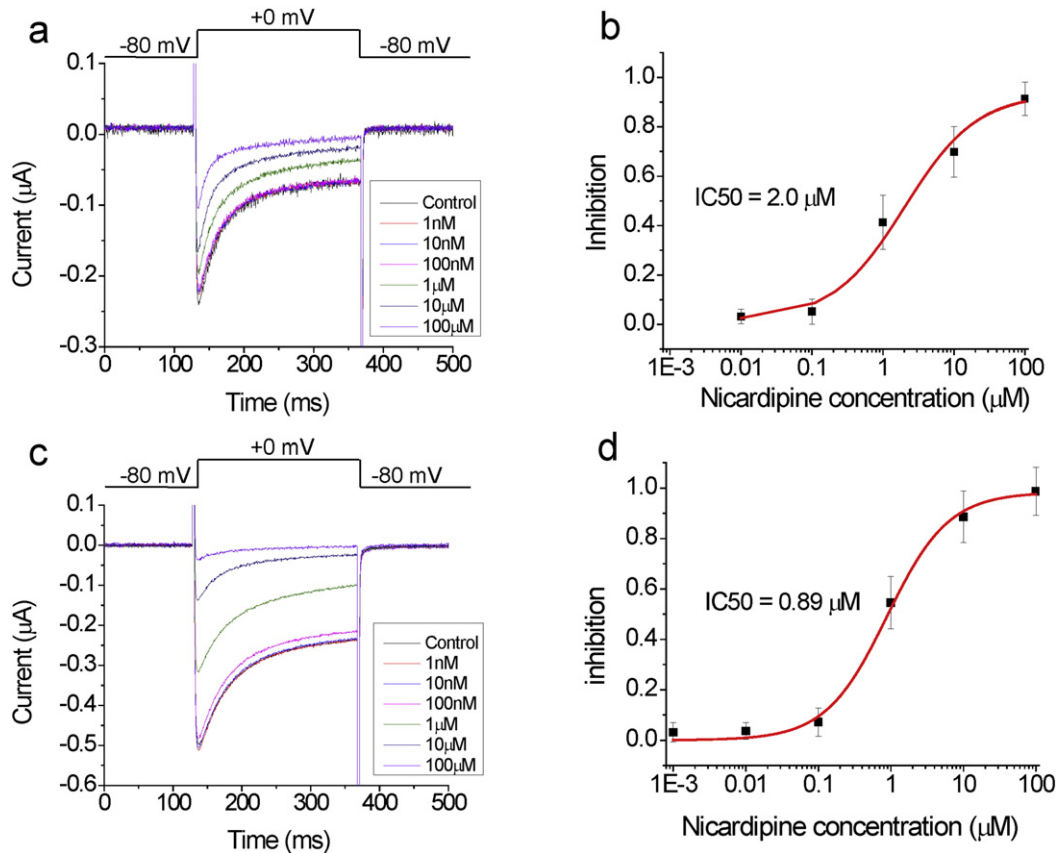 a
+0 mV
-80 mV
-80 mV
0.1
0.0
-0.1
-0.2
-0.3
Current (μA)
Control
1nM
10nM
100nM
1μM
10μM
100μM
0 100 200 300 400 500
Time (ms)
b
1.0
0.8
0.6
0.4
0.2
0.0
Inhibition
IC50 = 2.0 μM
1E-3 0.01 0.1 1 10 100
Nicardipine concentration (μM)
c
+0 mV
-80 mV
-80 mV
0.1
0.0
-0.1
-0.2
-0.3
-0.4
-0.5
-0.6
Current (μA)
Control
1nM
10nM
100nM
1μM
10μM
100μM
0 100 200 300 400 500
Time (ms)
d
1.0
0.8
0.6
0.4
0.2
0.0
inhibition
IC50 = 0.89 μM
1E-3 0.01 0.1 1 10 100
Nicardipine concentration (μM)